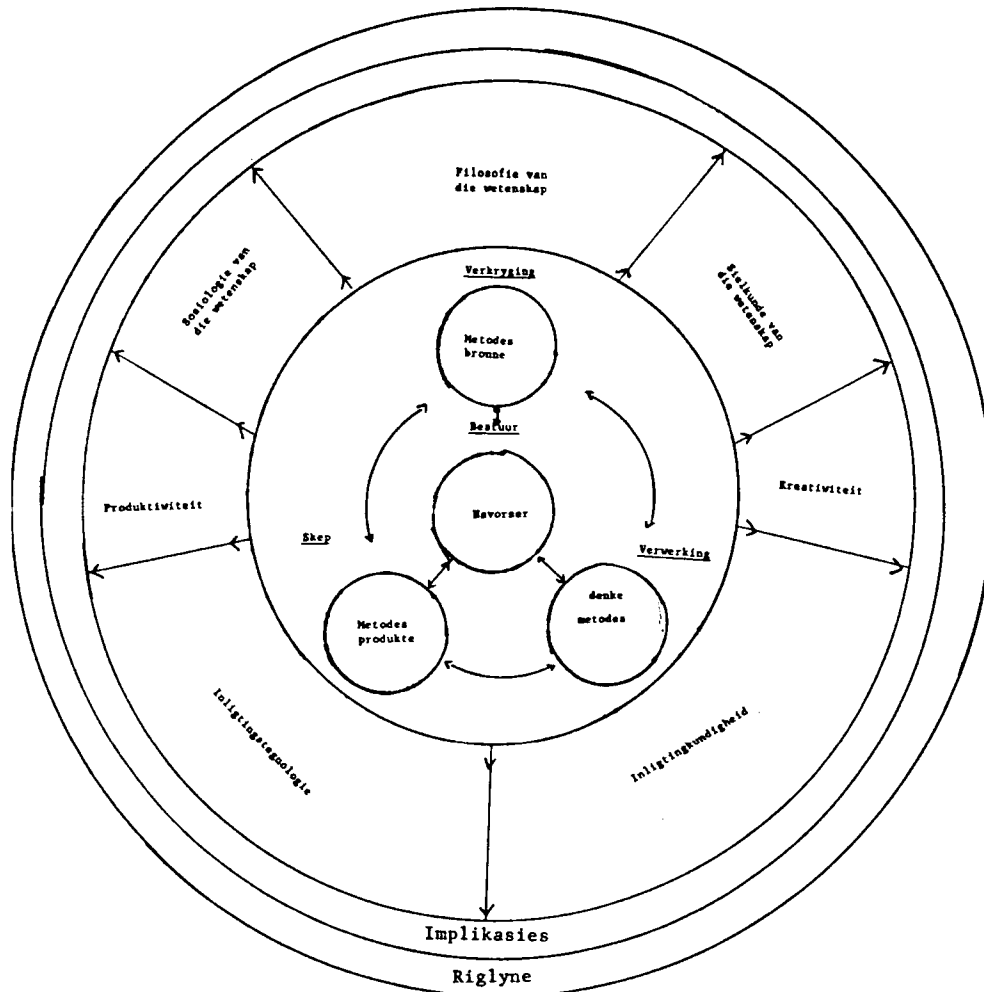 Filosofie van
die wetenskap
Sosiologie van
die wetenskap
Sielkunde van
die wetenskap
Verkryging
Metodes
bronne
Bestuur
Navorser
Produktiwiteit
Kreatiwiteit
Skep
Verwerking
Metodes
produkte
denke
metodes
Inligtingstegnologie
Inligtingkundigheid
Implikasies
Riglyne